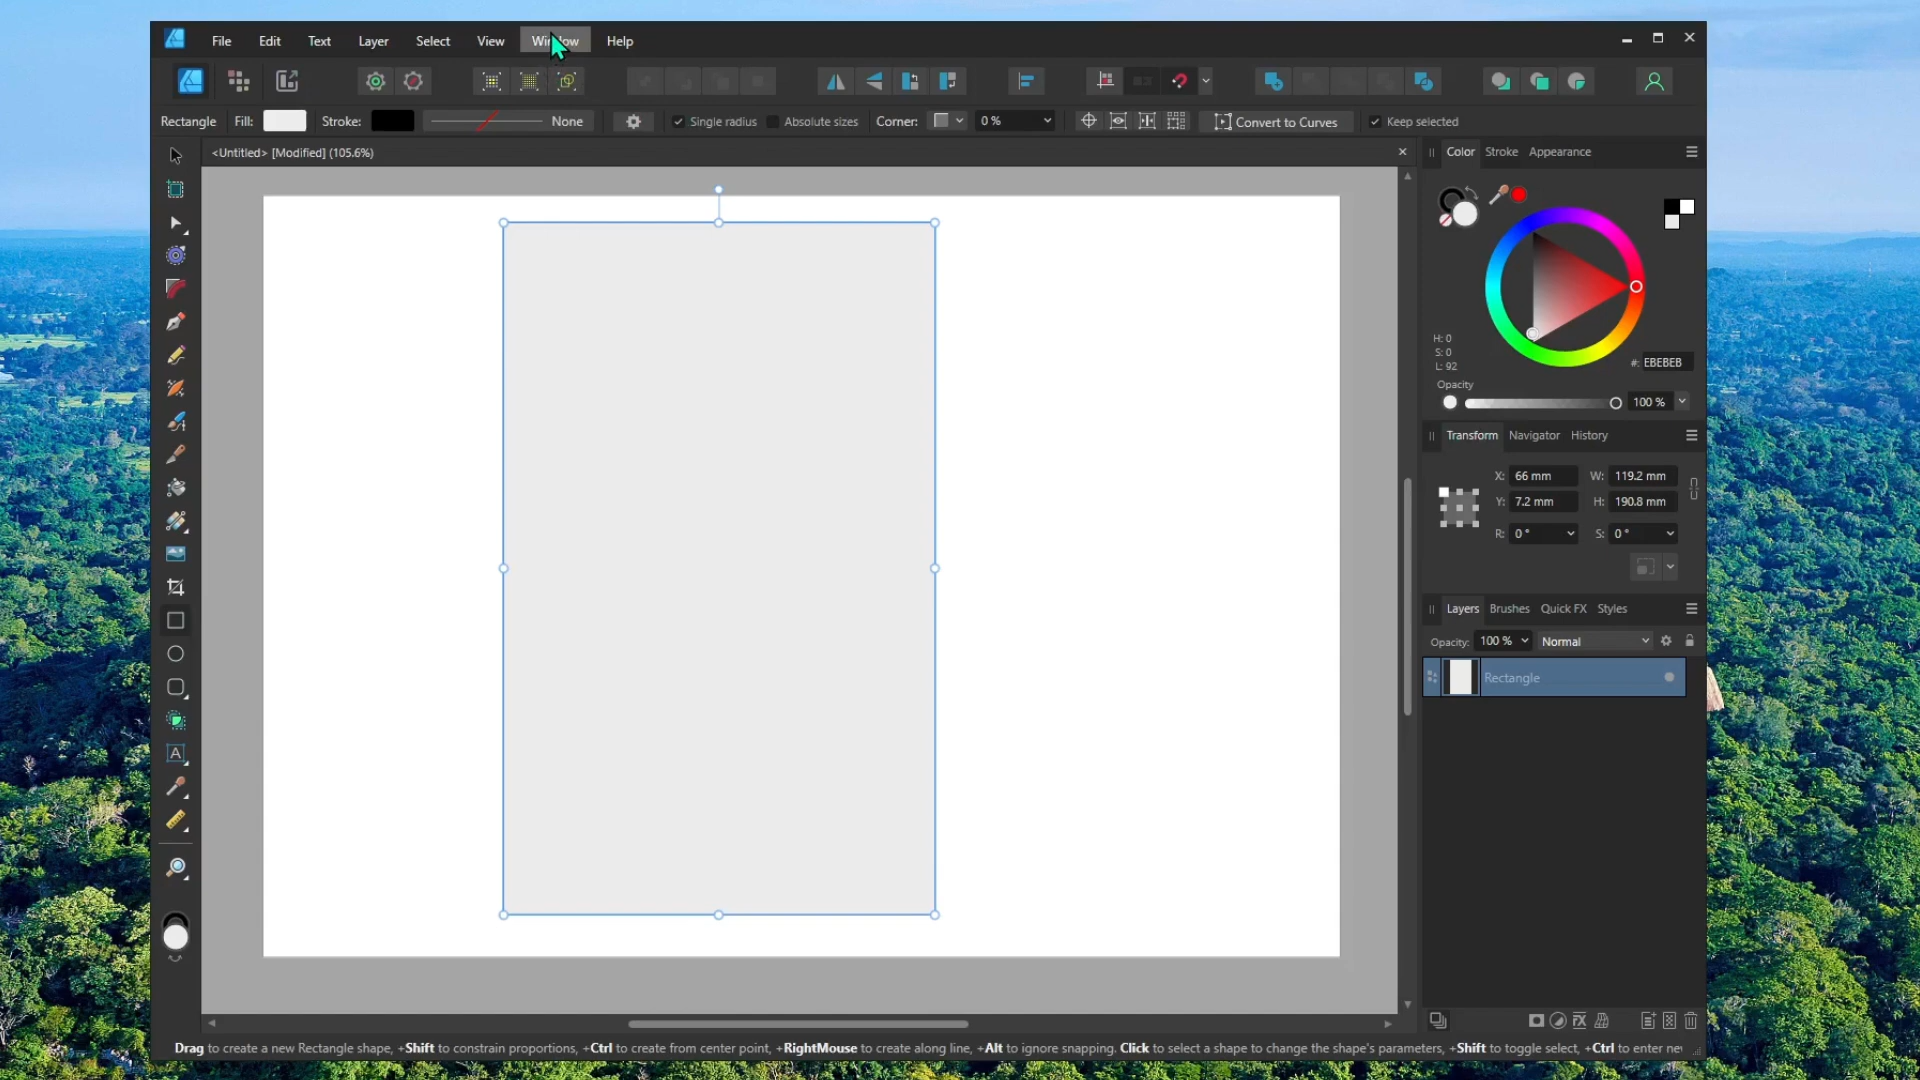 File Edit Text Layer Select View Window Help
Rectangle Fill: Stroke: None Single radius Absolute sizes Corner: 0 % Convert to Curves Keep selected
<Untitled> [Modified] (105.6%)
Color Stroke Appearance
H: 0
S: 0
L: 92
#: EBEBEB
Opacity
100 %
Transform Navigator History
X: 66 mm W: 119.2 mm
Y: 7.2 mm H: 190.8 mm
R: 0 ° S: 0 °
Layers Brushes Quick FX Styles
Opacity: 100 % Normal
Rectangle
Drag to create a new Rectangle shape, +Shift to constrain proportions, +Ctrl to create from center point, +RightMouse to create along line, +Alt to ignore snapping. Click to select a shape to change the shape's parameters, +Shift to toggle select, +Ctrl to enter